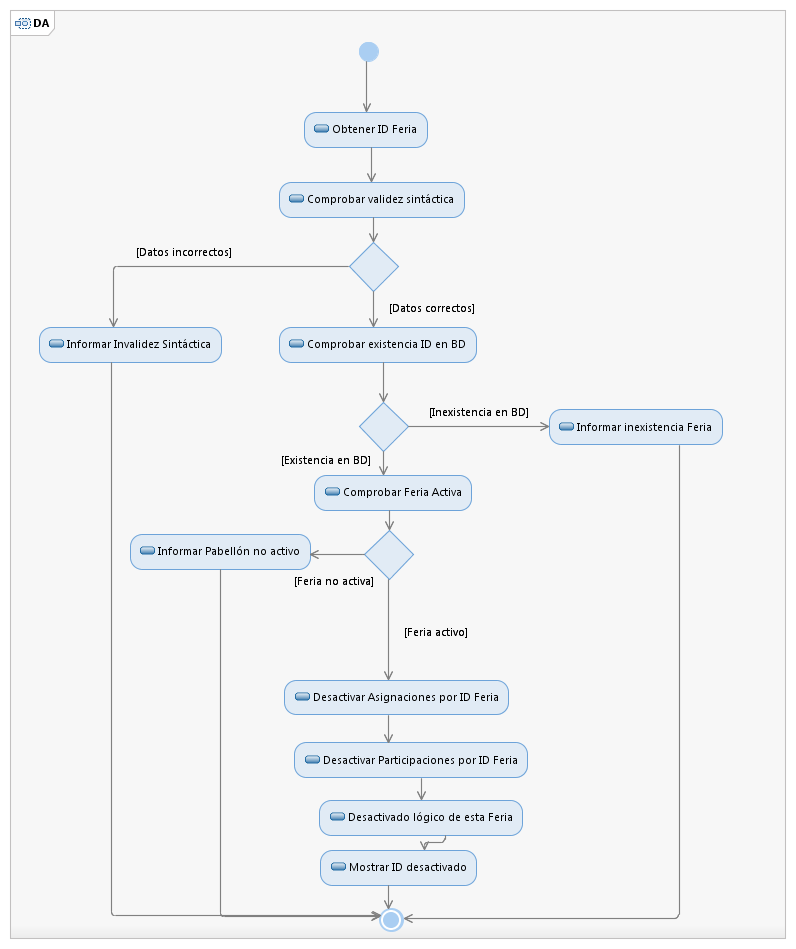 DA
Obtener ID Feria
Comprobar validez sintáctica
[Datos incorrectos]
[Datos correctos]
Informar Invalidez Sintáctica
Comprobar existencia ID en BD
[Inexistencia en BD]
Informar inexistencia Feria
[Existencia en BD]
Comprobar Feria Activa
Informar Pabellón no activo
[Feria no activa]
[Feria activo]
Desactivar Asignaciones por ID Feria
Desactivar Participaciones por ID Feria
Desactivado lógico de esta Feria
Mostrar ID desactivado